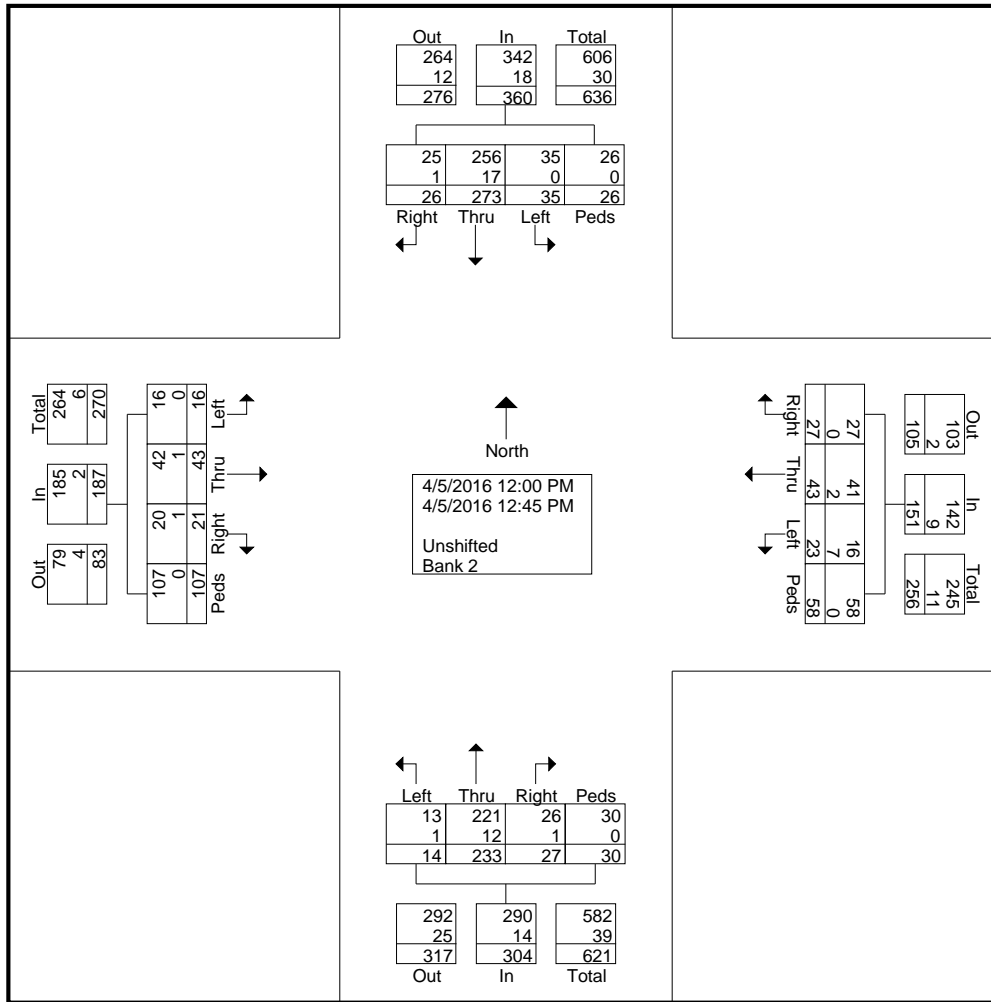 Out In Total
264 342 606
12 18 30
276 360 636
25 256 35 26
1 17 0 0
26 273 35 26
Right Thru Left Peds
Total In Out
264 185 79
6 2 4
270 187 83
16 42 20 107
0 1 1 0
16 43 21 107
Left Thru Right Peds
North
4/5/2016 12:00 PM
4/5/2016 12:45 PM
Unshifted
Bank 2
Out In Total
103 142 245
2 9 11
105 151 256
27 41 16 58
0 2 7 0
27 43 23 58
Right Thru Left Peds
Left Thru Right Peds
13 221 26 30
1 12 1 0
14 233 27 30
292 290 582
25 14 39
317 304 621
Out In Total